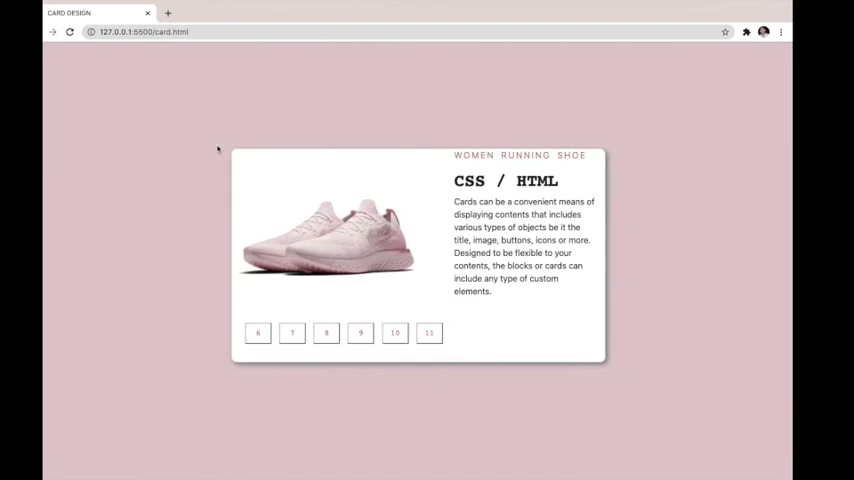 CARD DESIGN
127.0.0.1:5500/card.html
WOMEN RUNNING SHOE
CSS / HTML
Cards can be a convenient means of
displaying contents that includes
various types of objects be it the
title, image, buttons, icons or more.
Designed to be flexible to your
contents, the blocks or cards can
include any type of custom
elements.
6 7 8 9 10 11